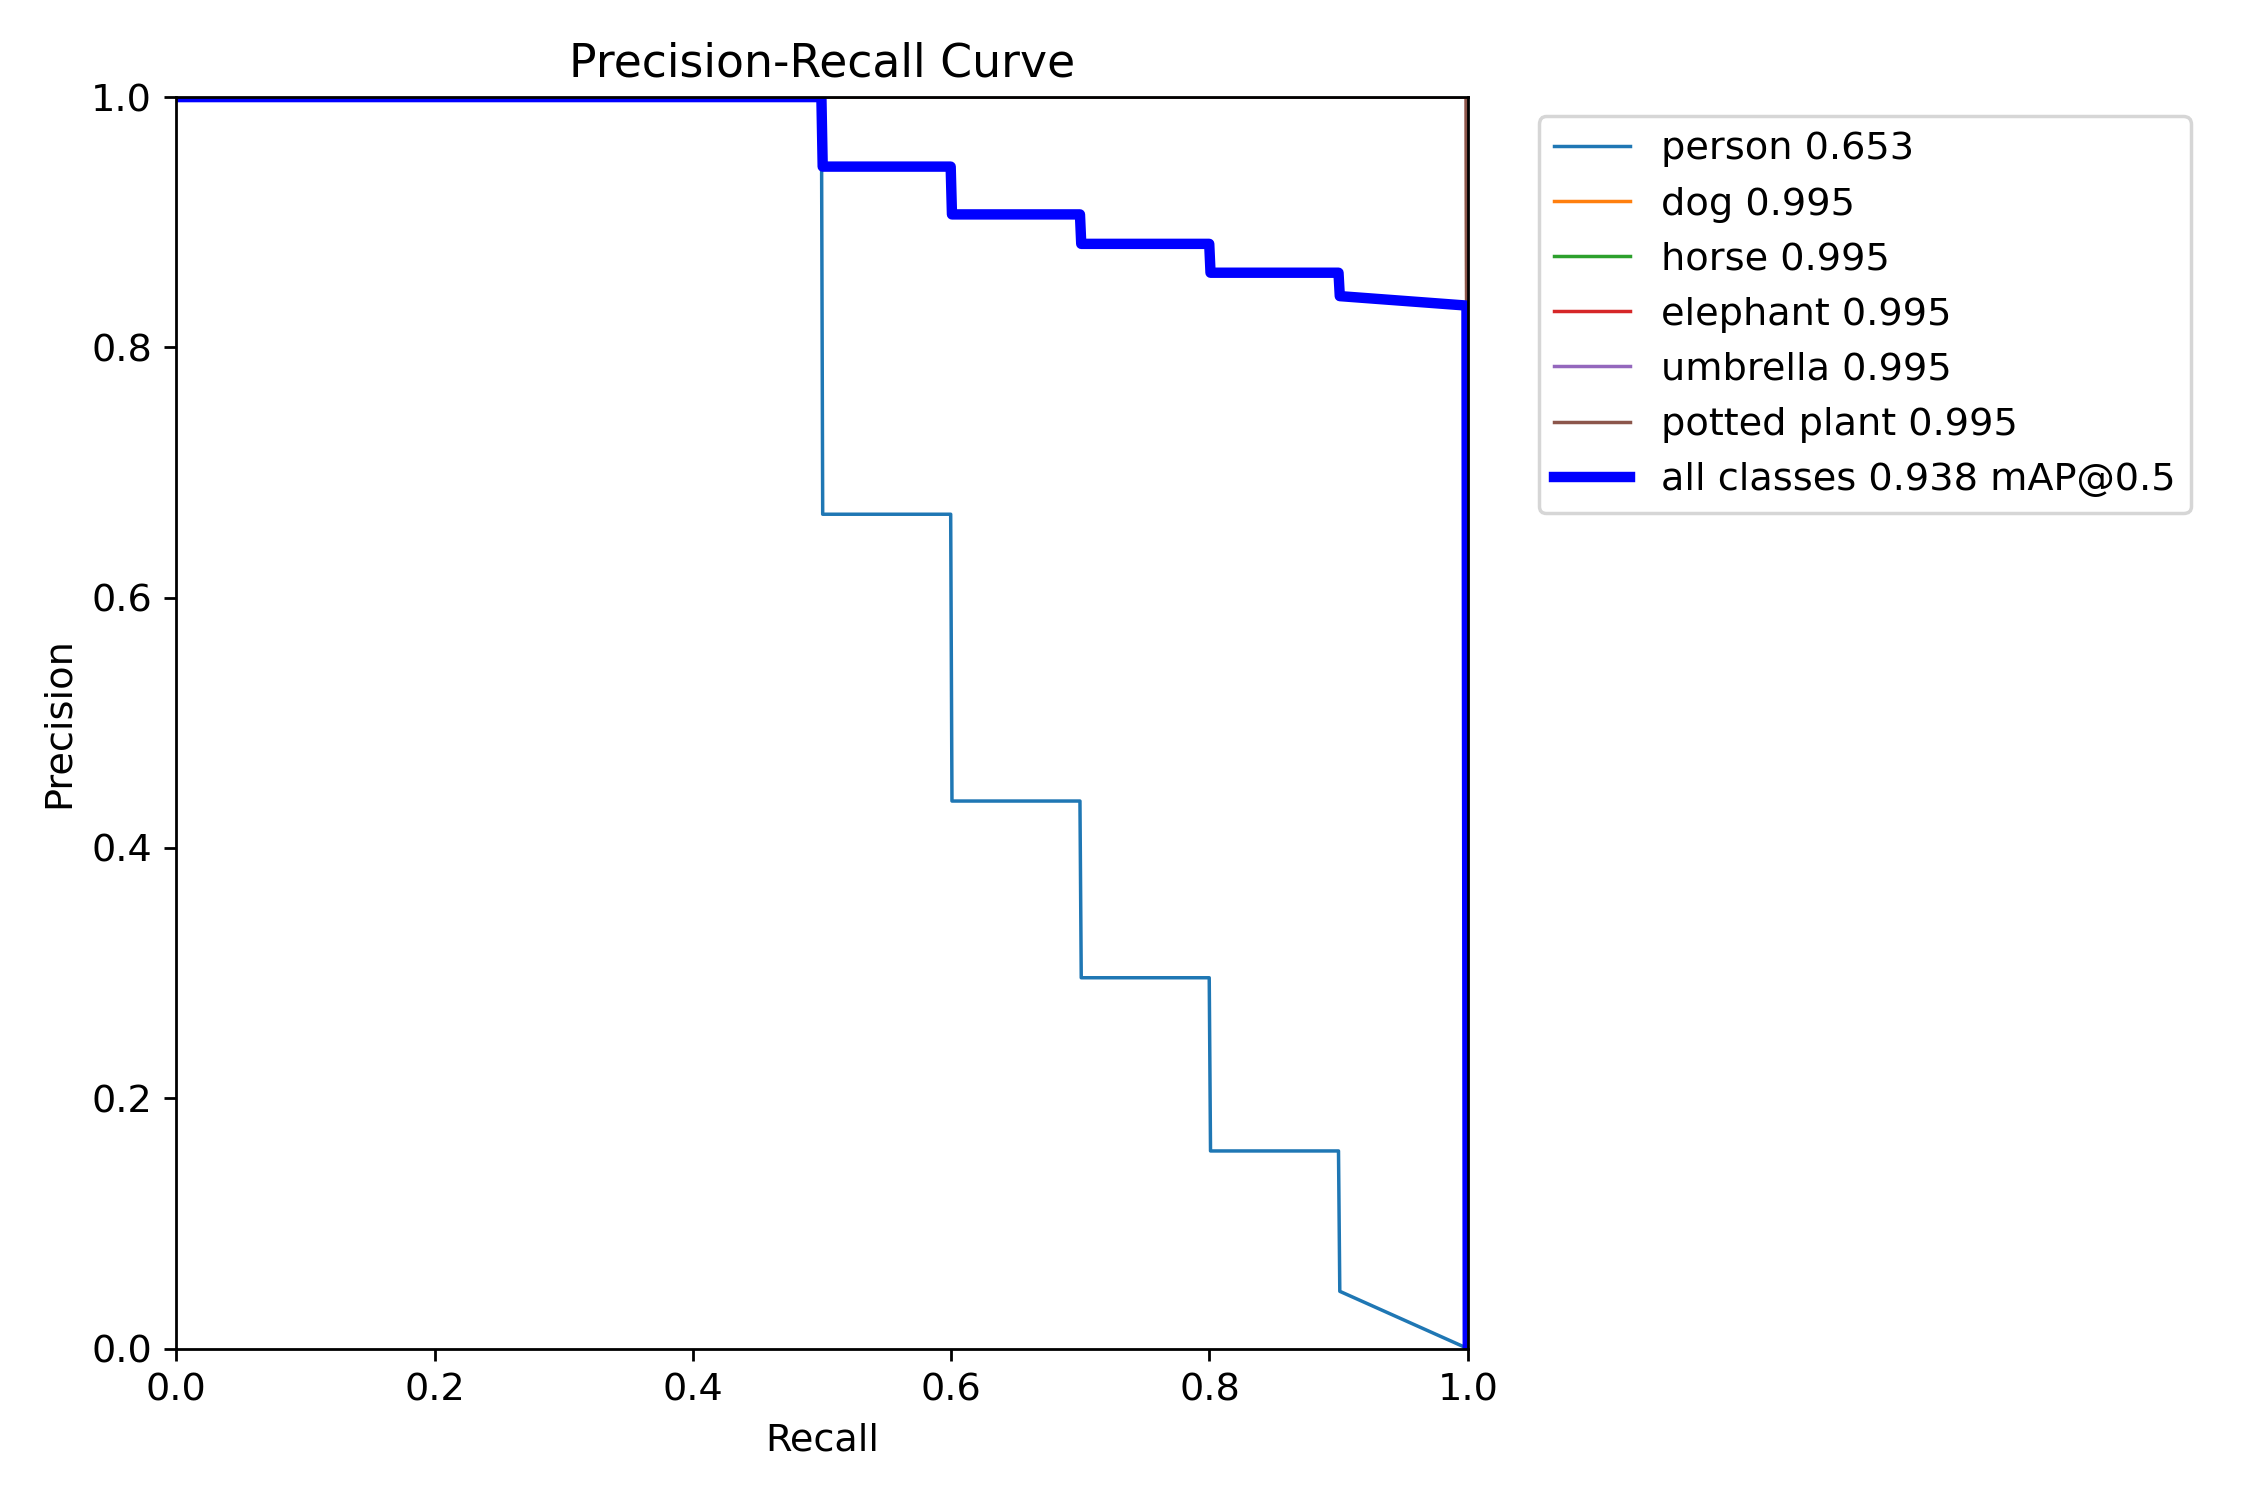 Precision-Recall Curve
1.0
0.8
0.6
0.4
0.2
0.0
Precision
0.0 0.2 0.4 0.6 0.8 1.0
Recall
person 0.653
dog 0.995
horse 0.995
elephant 0.995
umbrella 0.995
potted plant 0.995
all classes 0.938 mAP@0.5